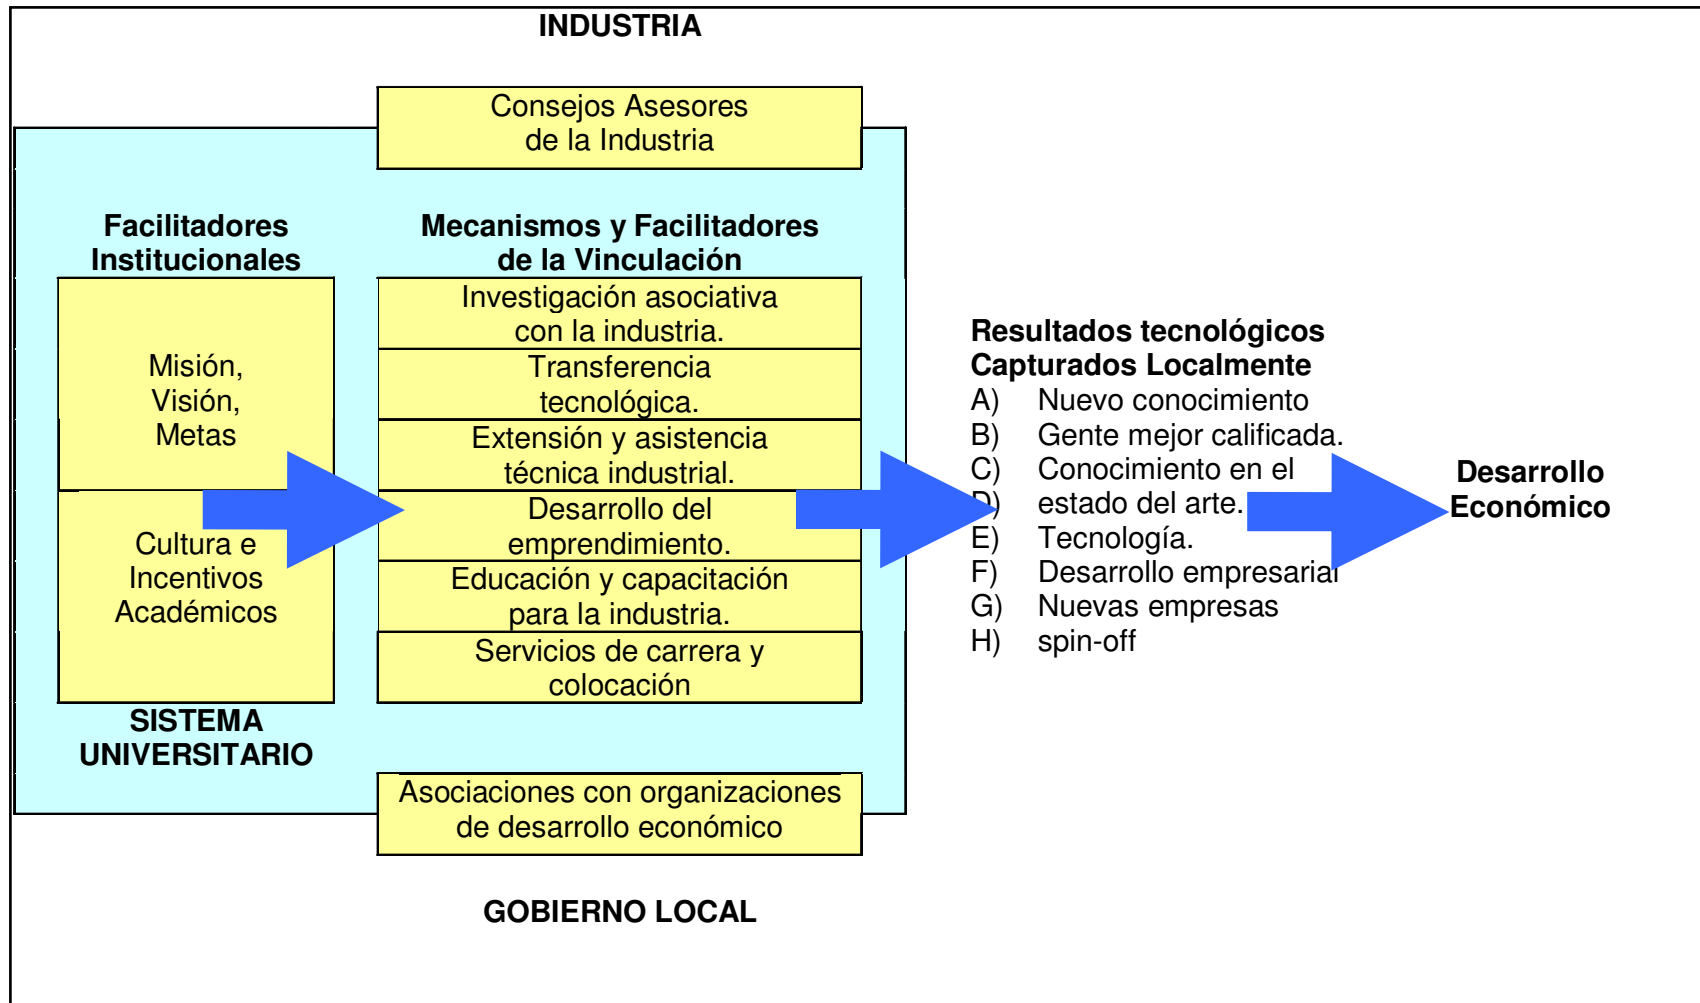 INDUSTRIA
Consejos Asesores
de la Industria
Facilitadores
Institucionales
Misión,
Visión,
Metas
Cultura e
Incentivos
Académicos
SISTEMA
UNIVERSITARIO
Mecanismos y Facilitadores
de la Vinculación
Investigación asociativa
con la industria.
Transferencia
tecnológica.
Extensión y asistencia
técnica industrial.
Desarrollo del
emprendimiento.
Educación y capacitación
para la industria.
Servicios de carrera y
colocación
Asociaciones con organizaciones
de desarrollo económico
GOBIERNO LOCAL
Resultados tecnológicos
Capturados Localmente
A) Nuevo conocimiento
B) Gente mejor calificada.
C) Conocimiento en el
D) estado del arte.
E) Tecnología.
F) Desarrollo empresarial
G) Nuevas empresas
H) spin-off
Desarrollo
Económico